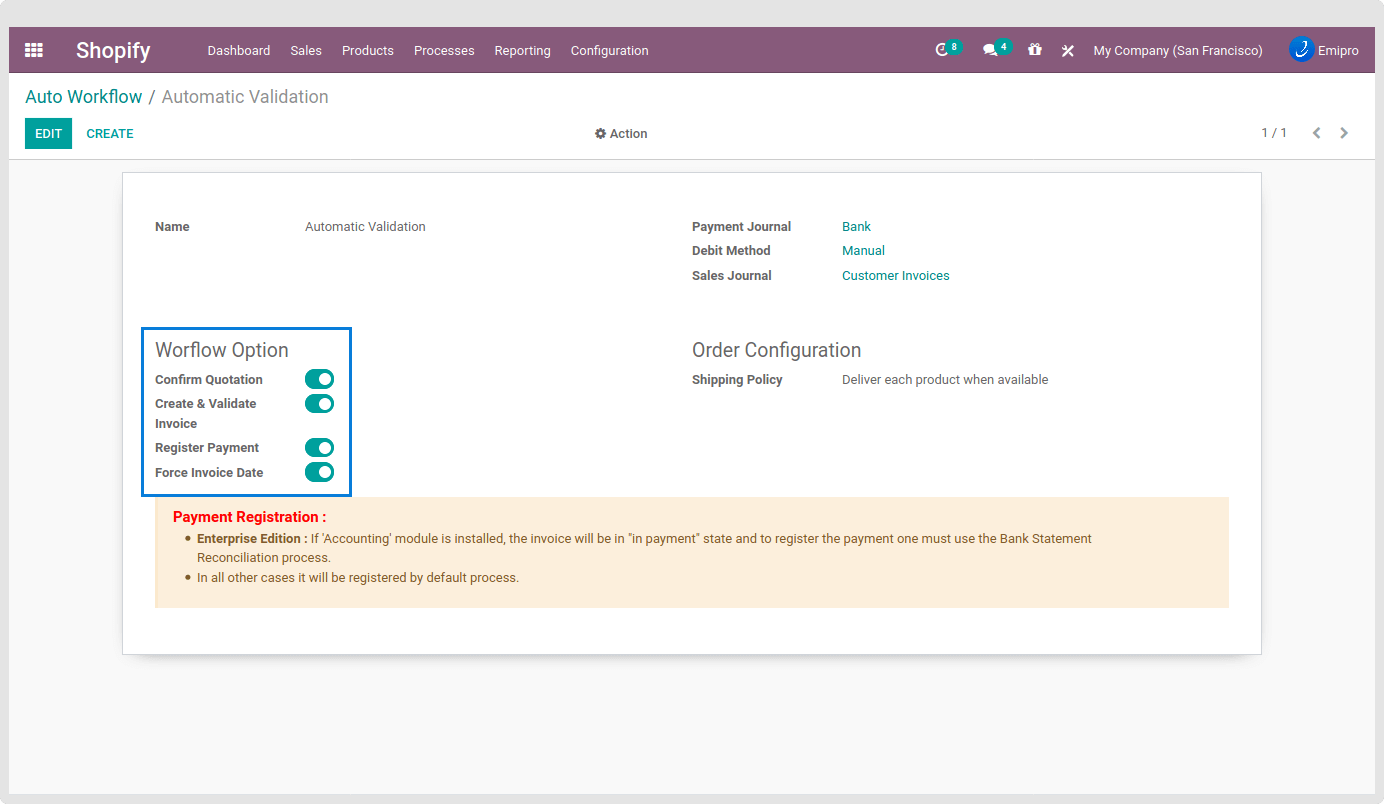 Shopify Dashboard Sales Products Processes Reporting Configuration 8 4 My Company (San Francisco) Emipro
Auto Workflow / Automatic Validation
EDIT CREATE Action 1 / 1
Name Automatic Validation
Payment Journal Bank
Debit Method Manual
Sales Journal Customer Invoices
Worflow Option
Confirm Quotation
Create & Validate
Invoice
Register Payment
Force Invoice Date
Order Configuration
Shipping Policy Deliver each product when available
Payment Registration :
• Enterprise Edition : If 'Accounting' module is installed, the invoice will be in "in payment" state and to register the payment one must use the Bank Statement
Reconciliation process.
• In all other cases it will be registered by default process.